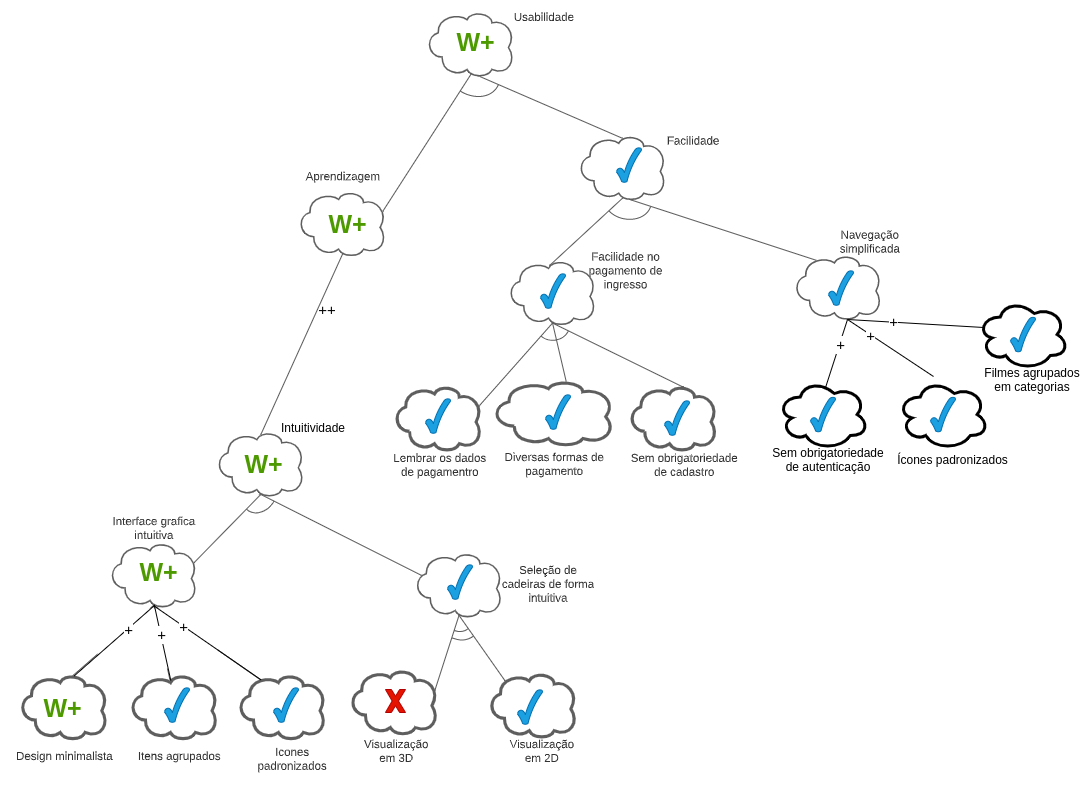 Usabilidade
W+
Facilidade
Aprendizagem
W+
Navegação
simplificada
Facilidade no
pagamento de
ingresso
++
+
+
+
Filmes agrupados
em categorias
Intuitividade
W+
Lembrar os dados
de pagamentro
Diversas formas de
pagamento
Sem obrigatoriedade
de cadastro
Sem obrigatoriedade
de autenticação
Ícones padronizados
Interface grafica
intuitiva
W+
Seleção de
cadeiras de forma
intuitiva
+
+
+
W+
X
Design minimalista
Itens agrupados
Icones
padronizados
Visualização
em 3D
Visualização
em 2D